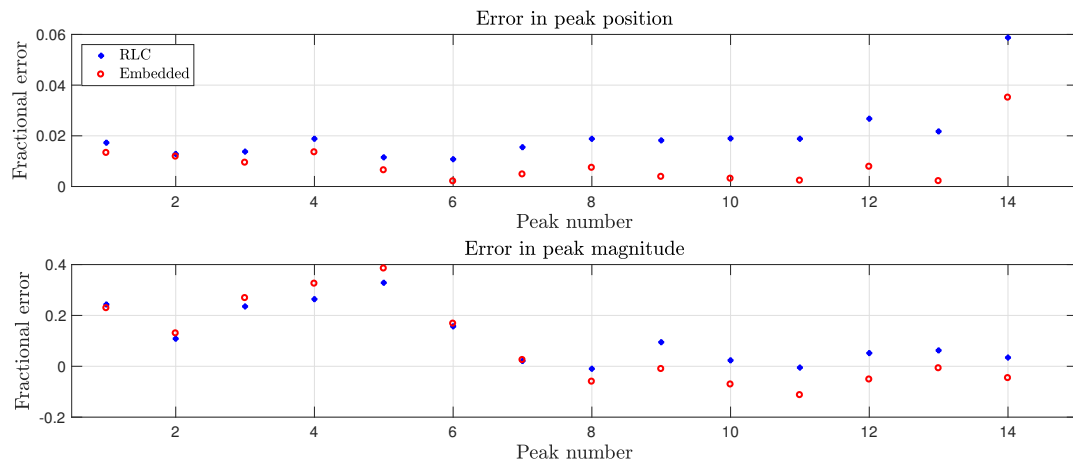 Error in peak position
Fractional error
0.06
0.04
0.02
0
RLC
Embedded
2
4
6
8
10
12
14
Peak number
Error in peak magnitude
Fractional error
0.4
0.2
0
-0.2
2
4
6
8
10
12
14
Peak number